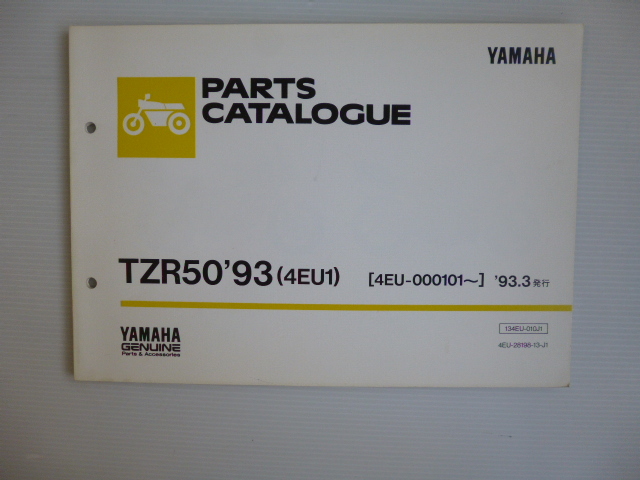 YAMAHA
PARTS
CATALOGUE
TZR50'93 (4EU1) [4EU-000101~] '93.3発行
YAMAHA
GENUINE
Parts & Accessories
134EU-010J1
4EU-28198-13-J1